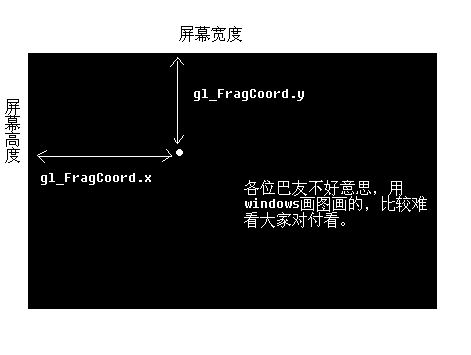 屏幕宽度
屏幕高度
gl_FragCoord.y
gl_FragCoord.x
各位巴友不好意思，用
windows画图画的，比较难
看大家对付看。